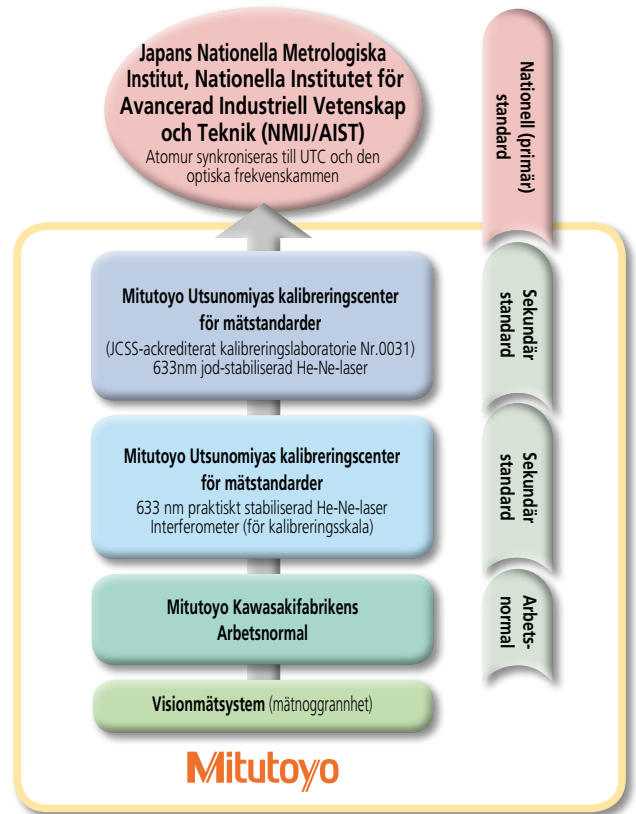 Japans Nationella Metrologiska
Institut, Nationella Institutet för
Avancerad Industriell Vetenskap
och Teknik (NMIJ/AIST)
Atomur synkroniseras till UTC och den
optiska frekvenskammen
Nationell (primär)
standard
Mitutoyo Utsunomiyas kalibreringscenter
för mätstandarder
(JCSS-ackrediterat kalibreringslaboratorie Nr.0031)
633nm jod-stabiliserad He-Ne-laser
Sekundär
standard
Mitutoyo Utsunomiyas kalibreringscenter
för mätstandarder
633 nm praktiskt stabiliserad He-Ne-laser
Interferometer (för kalibreringsskala)
Sekundär
standard
Mitutoyo Kawasakifabrikens
Arbetsnormal
Arbets-
normal
Visionmätsystem (mätnoggrannhet)
Mitutoyo